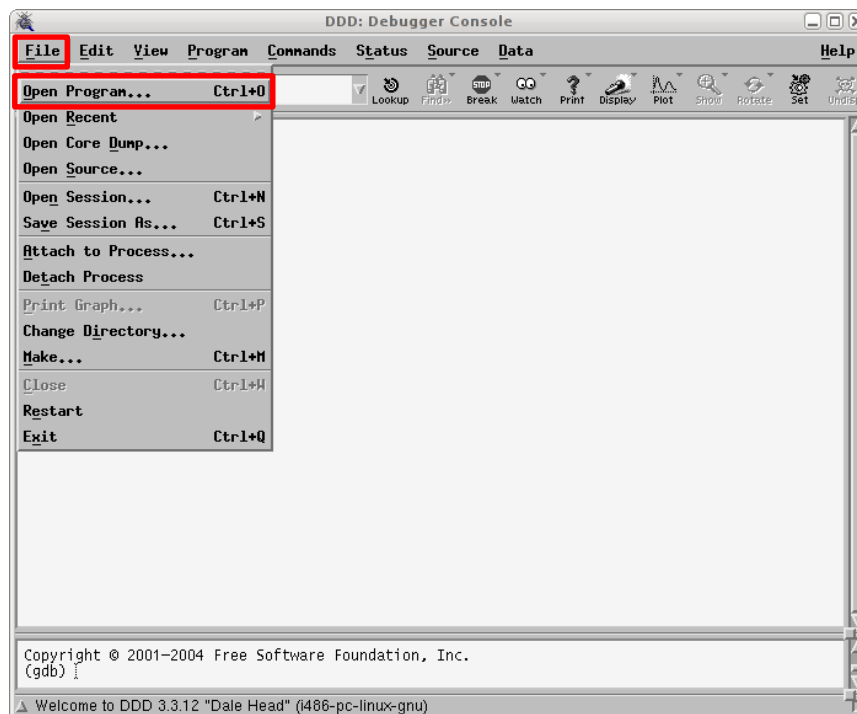 DDD: Debugger Console
File Edit View Program Commands Status Source Data Help
Open Program... Ctrl+O
Lookup Find» Break Watch Print Display Plot Show Rotate Set Undisp
Open Recent
Open Core Dump...
Open Source...
Open Session... Ctrl+N
Save Session As... Ctrl+S
Attach to Process...
Detach Process
Print Graph... Ctrl+P
Change Directory...
Make... Ctrl+M
Close Ctrl+W
Restart
Exit Ctrl+Q
Copyright © 2001-2004 Free Software Foundation, Inc.
(gdb)
Welcome to DDD 3.3.12 "Dale Head" (i486-pc-linux-gnu)